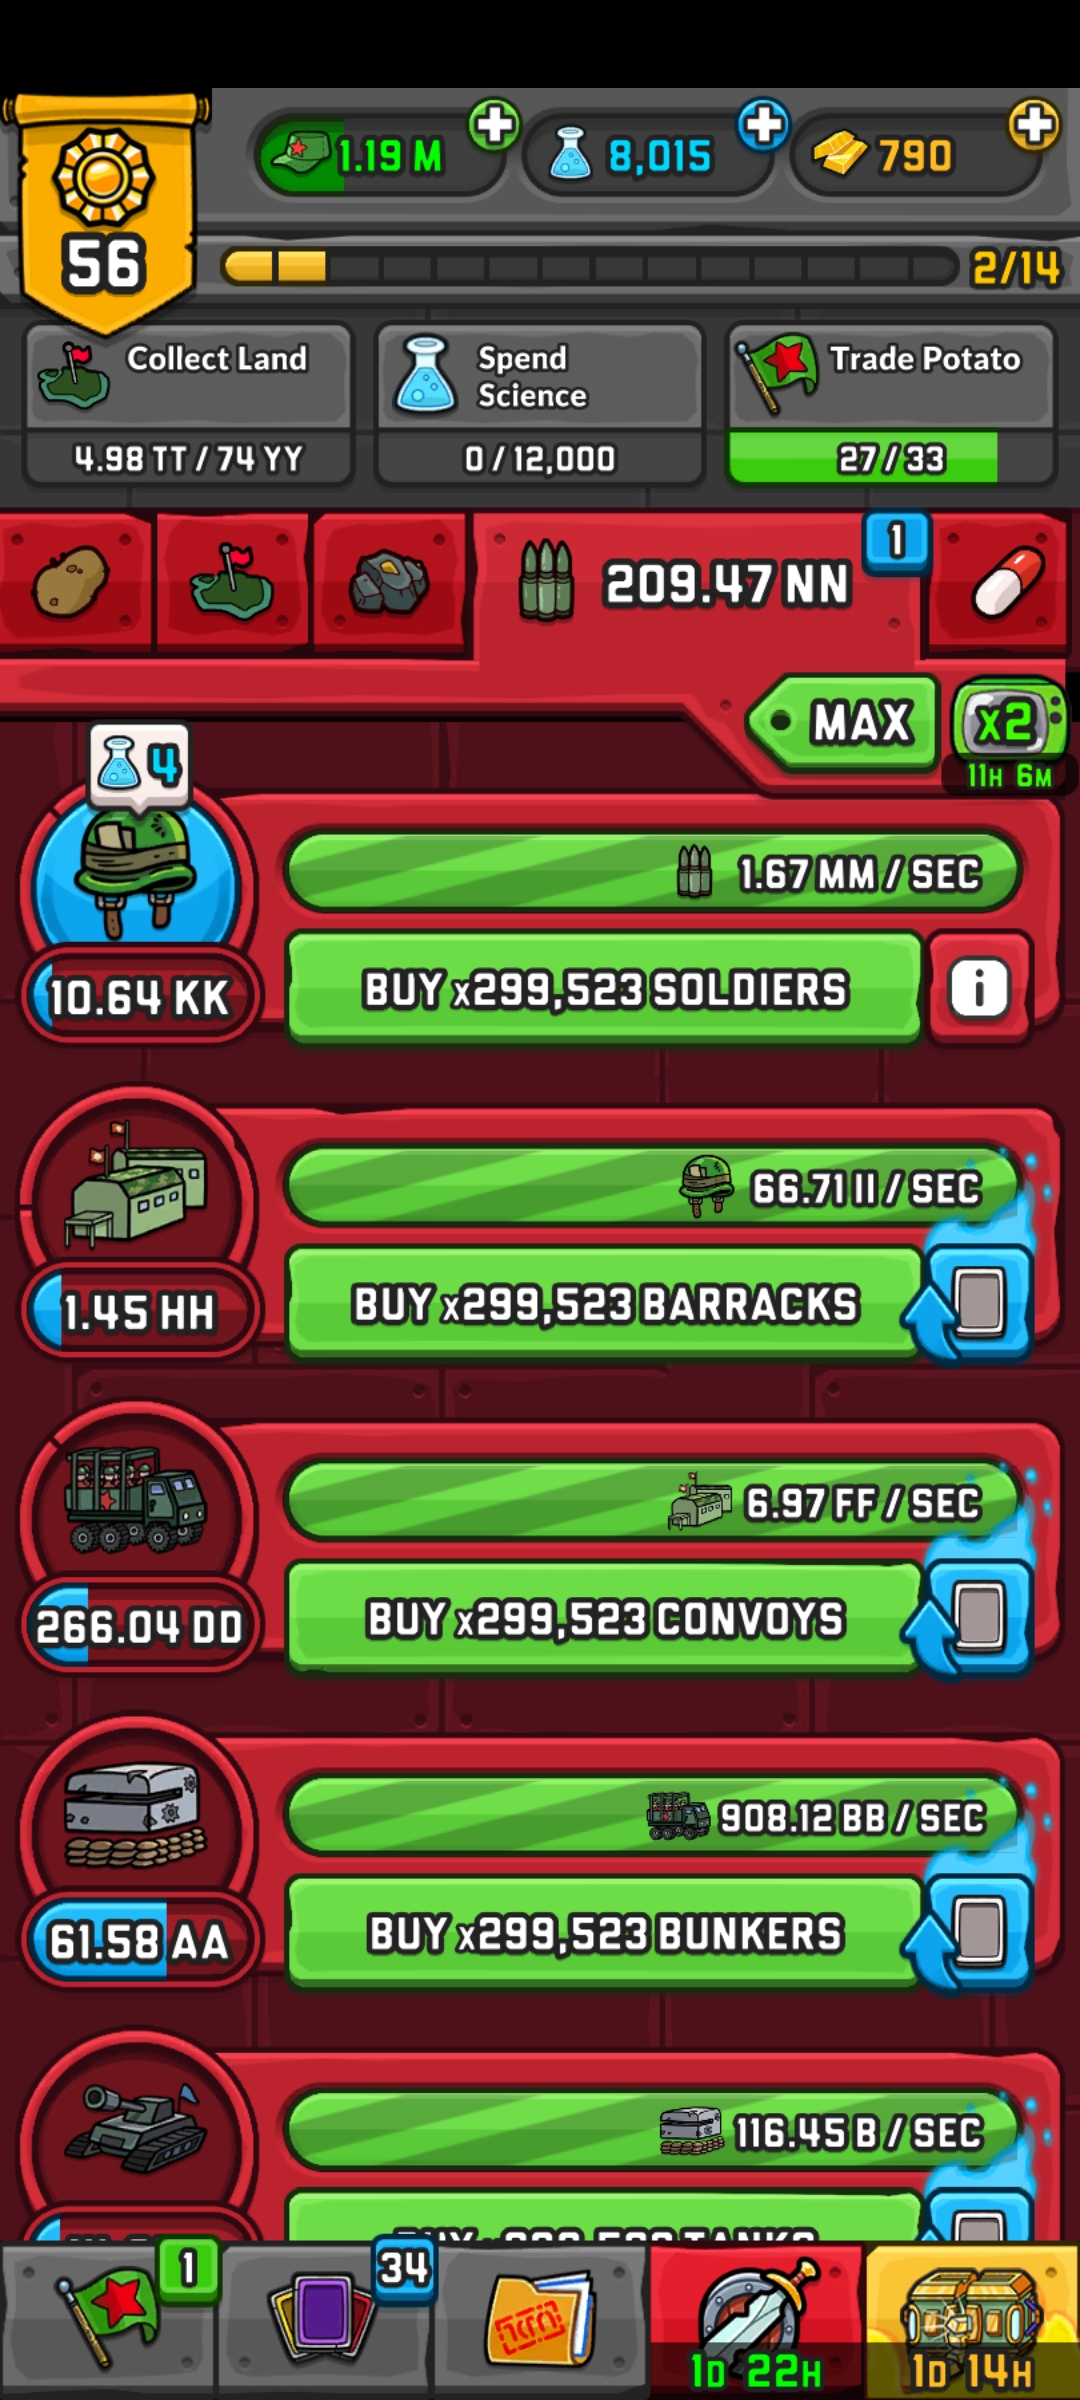 56
1.19 M
8,015
790
2/14
Collect Land
4.98 TT / 74 YY
Spend
Science
0 / 12,000
Trade Potato
27 / 33
209.47 NN
1
MAX
x2
11H 6M
4
1.67 MM / SEC
10.64 KK
BUY x299,523 SOLDIERS
i
66.71 II / SEC
1.45 HH
BUY x299,523 BARRACKS
6.97 FF / SEC
266.04 DD
BUY x299,523 CONVOYS
908.12 BB / SEC
61.58 AA
BUY x299,523 BUNKERS
116.45 B / SEC
1
34
1D 22H
1D 14H